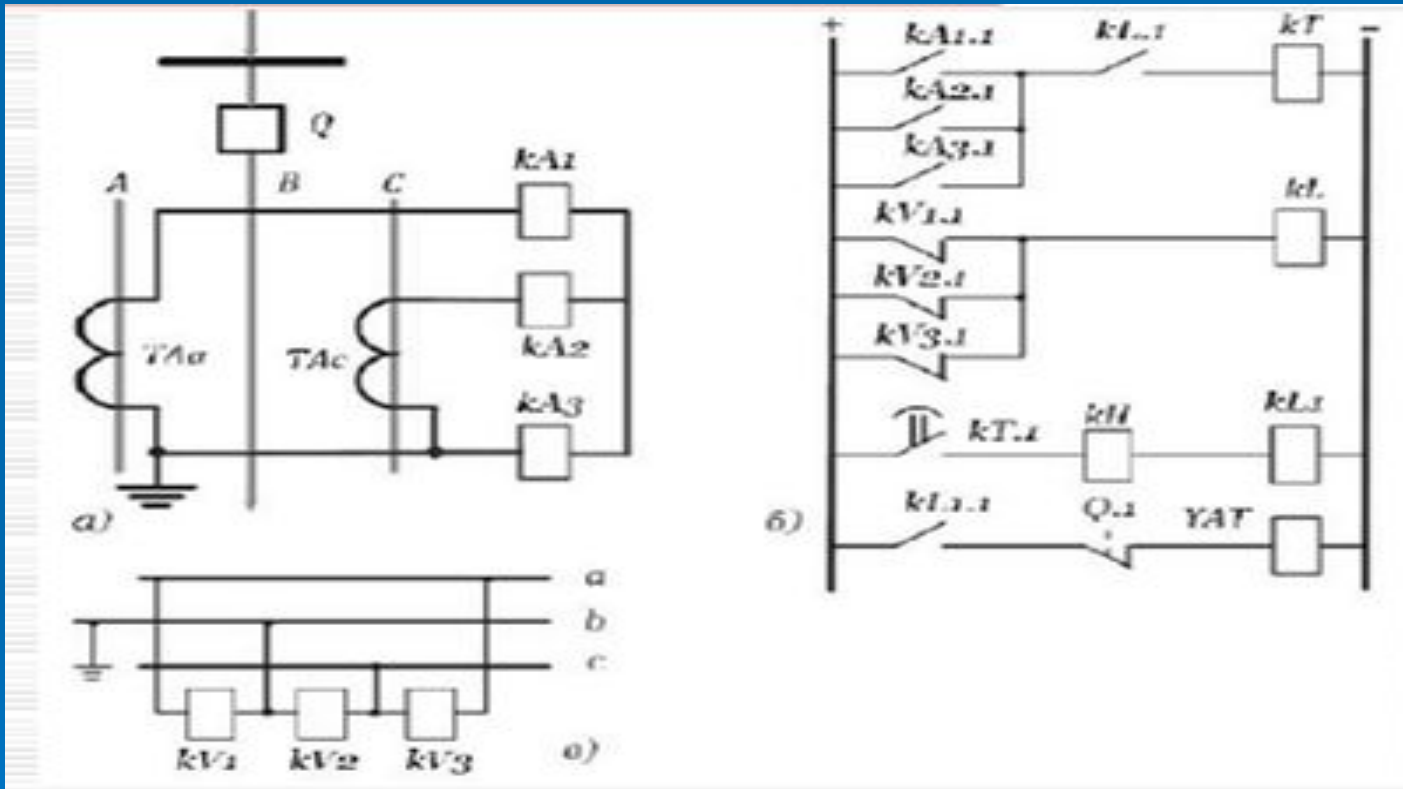 Q
A
B
C
kA1
TAa
TAc
kA2
kA3
а)
a
b
c
kV1 kV2 kV3
в)
+
−
kA1.1
kL.1
kT
kA2.1
kA3.1
kV1.1
kL
kV2.1
kV3.1
kT.1
kH
kL1
kL1.1
Q.1
YAT
б)